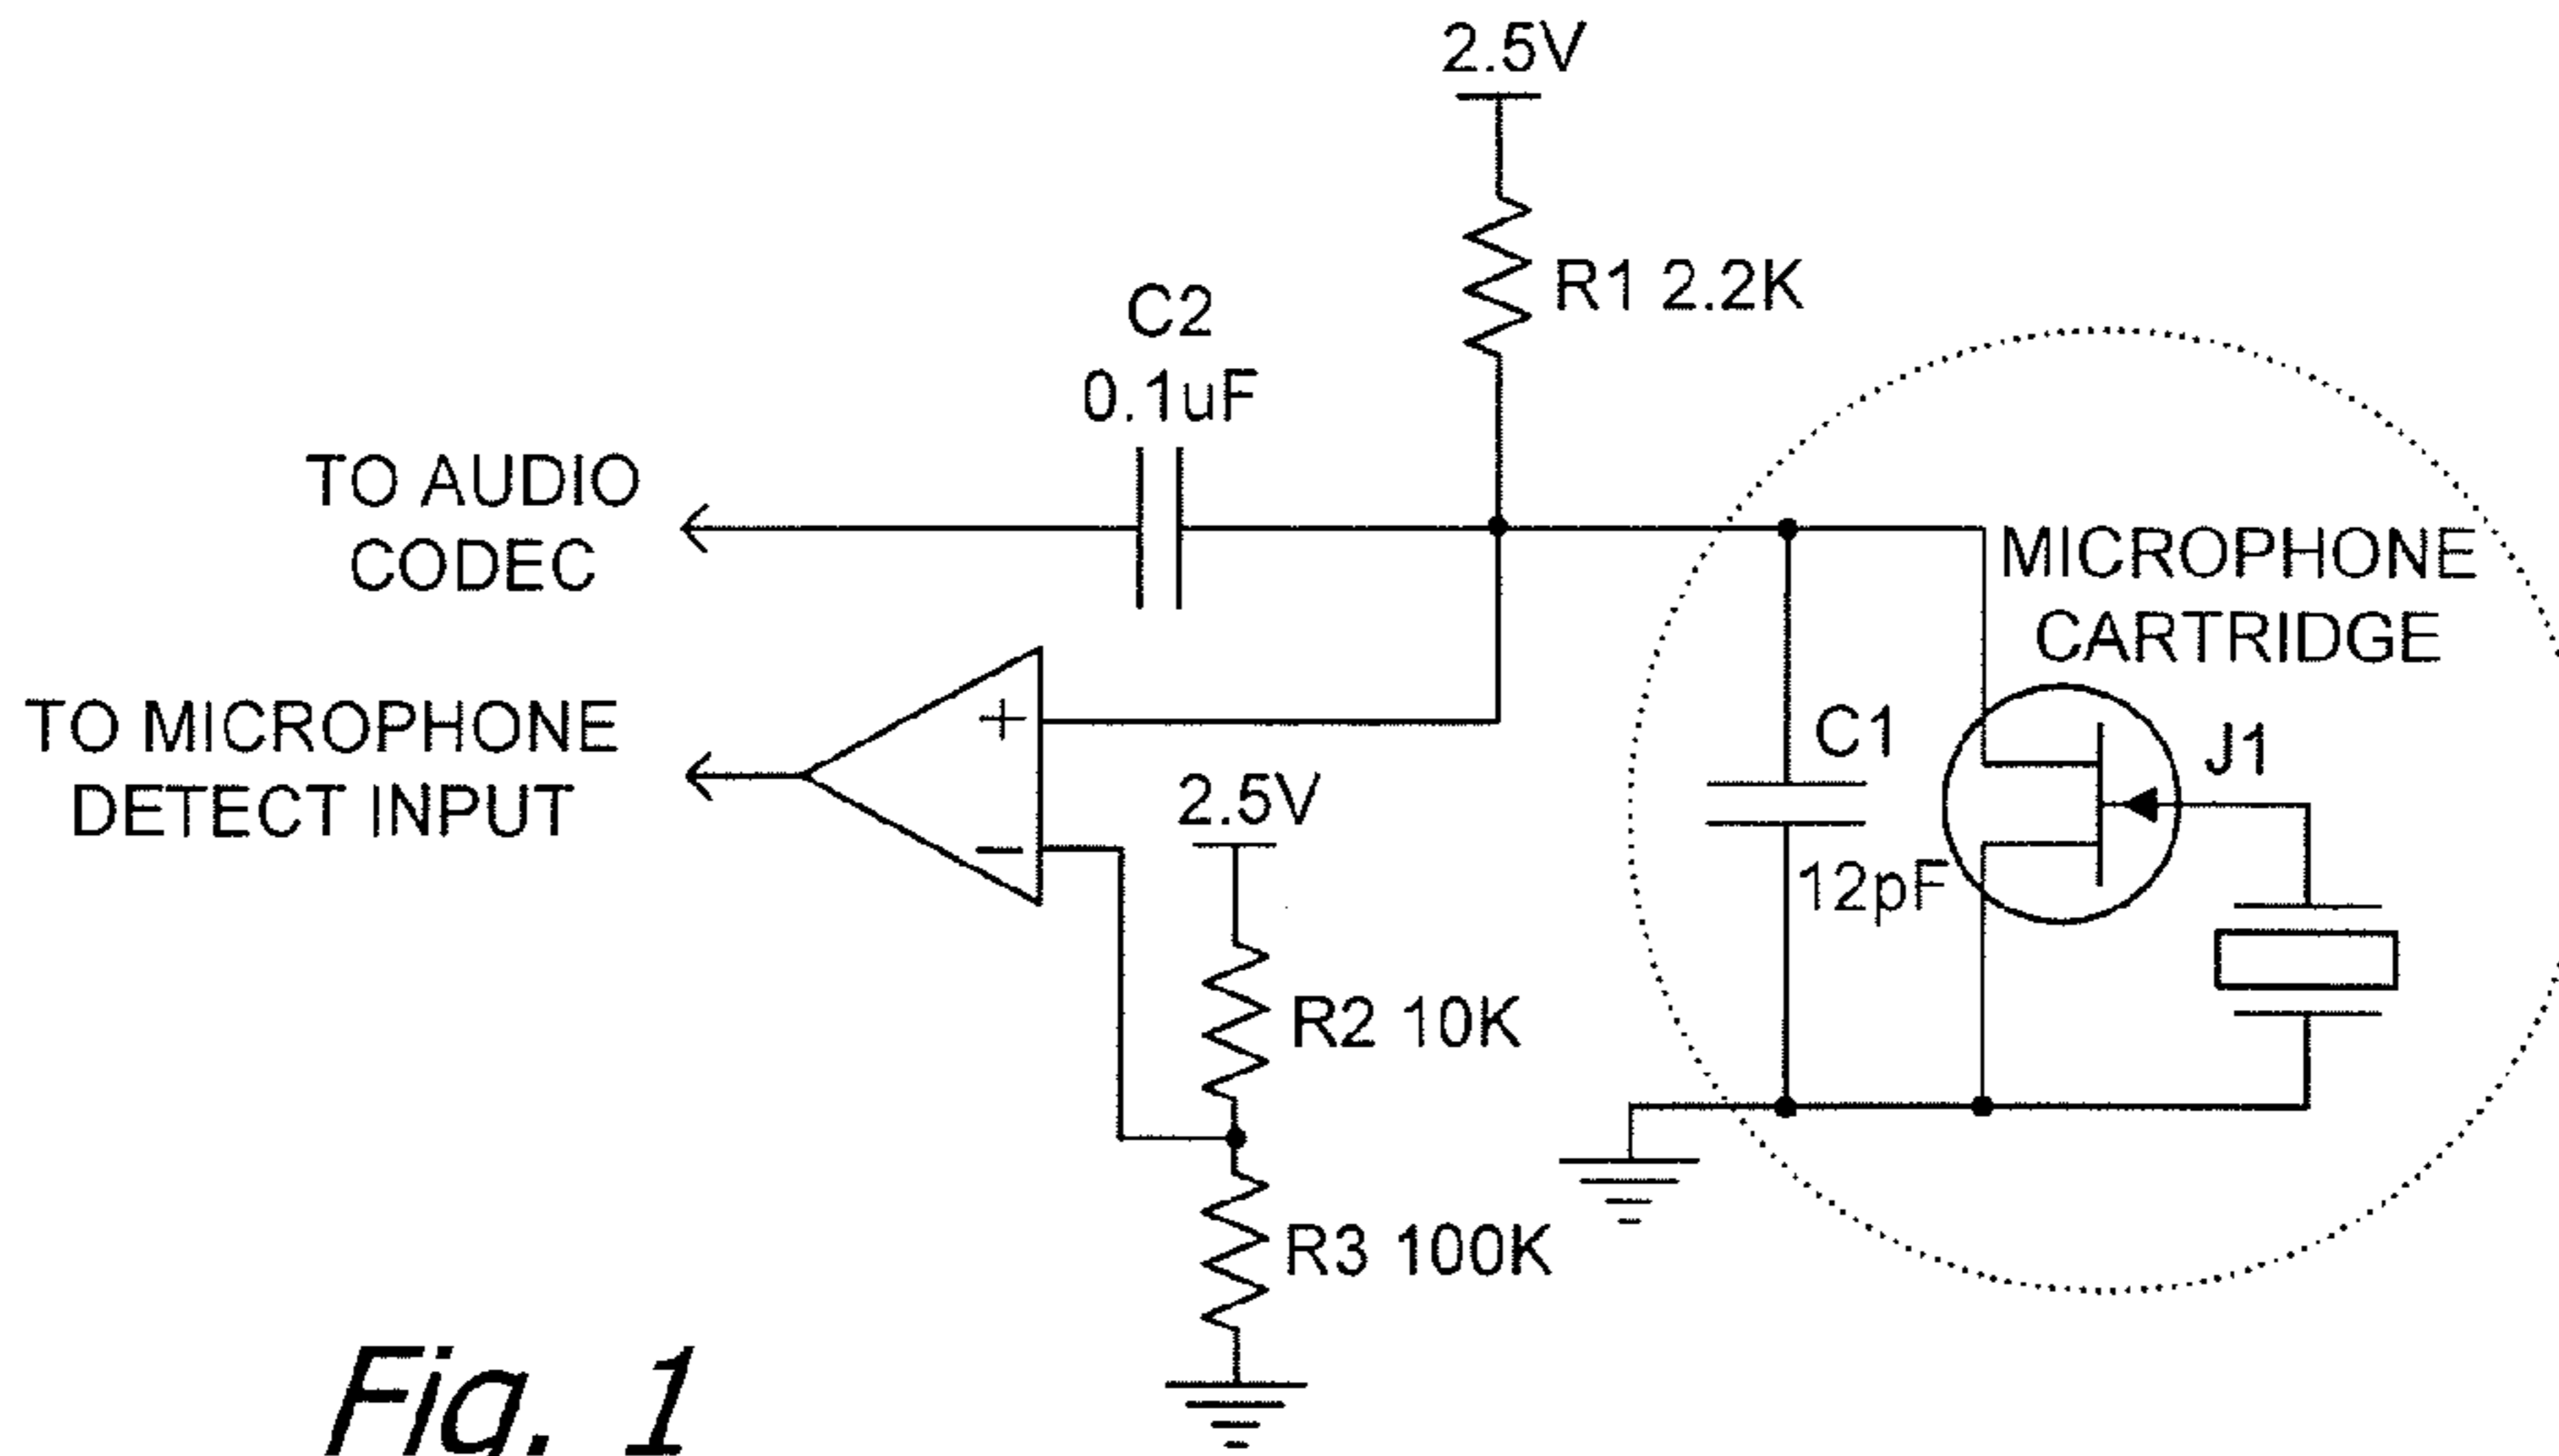 2.5V
R1 2.2K
C2
0.1uF
TO AUDIO
CODEC
MICROPHONE
CARTRIDGE
TO MICROPHONE
DETECT INPUT
+
−
2.5V
C1
12pF
J1
R2 10K
R3 100K
Fig. 1